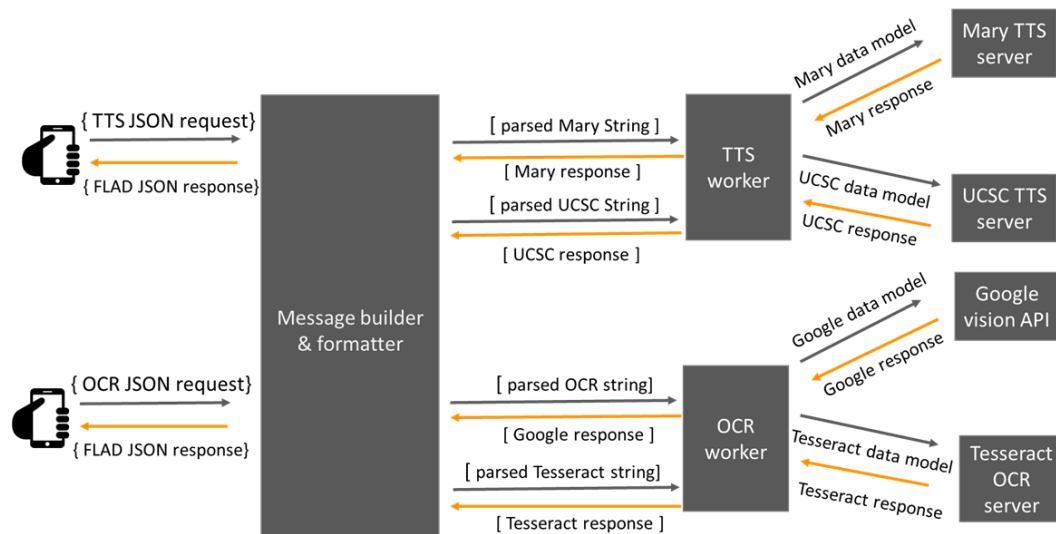 { TTS JSON request}
{ FLAD JSON response}
{ OCR JSON request}
{ FLAD JSON response}
Message builder
& formatter
[ parsed Mary String ]
[ Mary response ]
[ parsed UCSC String ]
[ UCSC response ]
[ parsed OCR string]
[ Google response ]
[ parsed Tesseract string]
[ Tesseract response ]
TTS
worker
OCR
worker
Mary data model
Mary response
UCSC data model
UCSC response
Google data model
Google response
Tesseract data model
Tesseract response
Mary TTS
server
UCSC TTS
server
Google
vision API
Tesseract
OCR
server